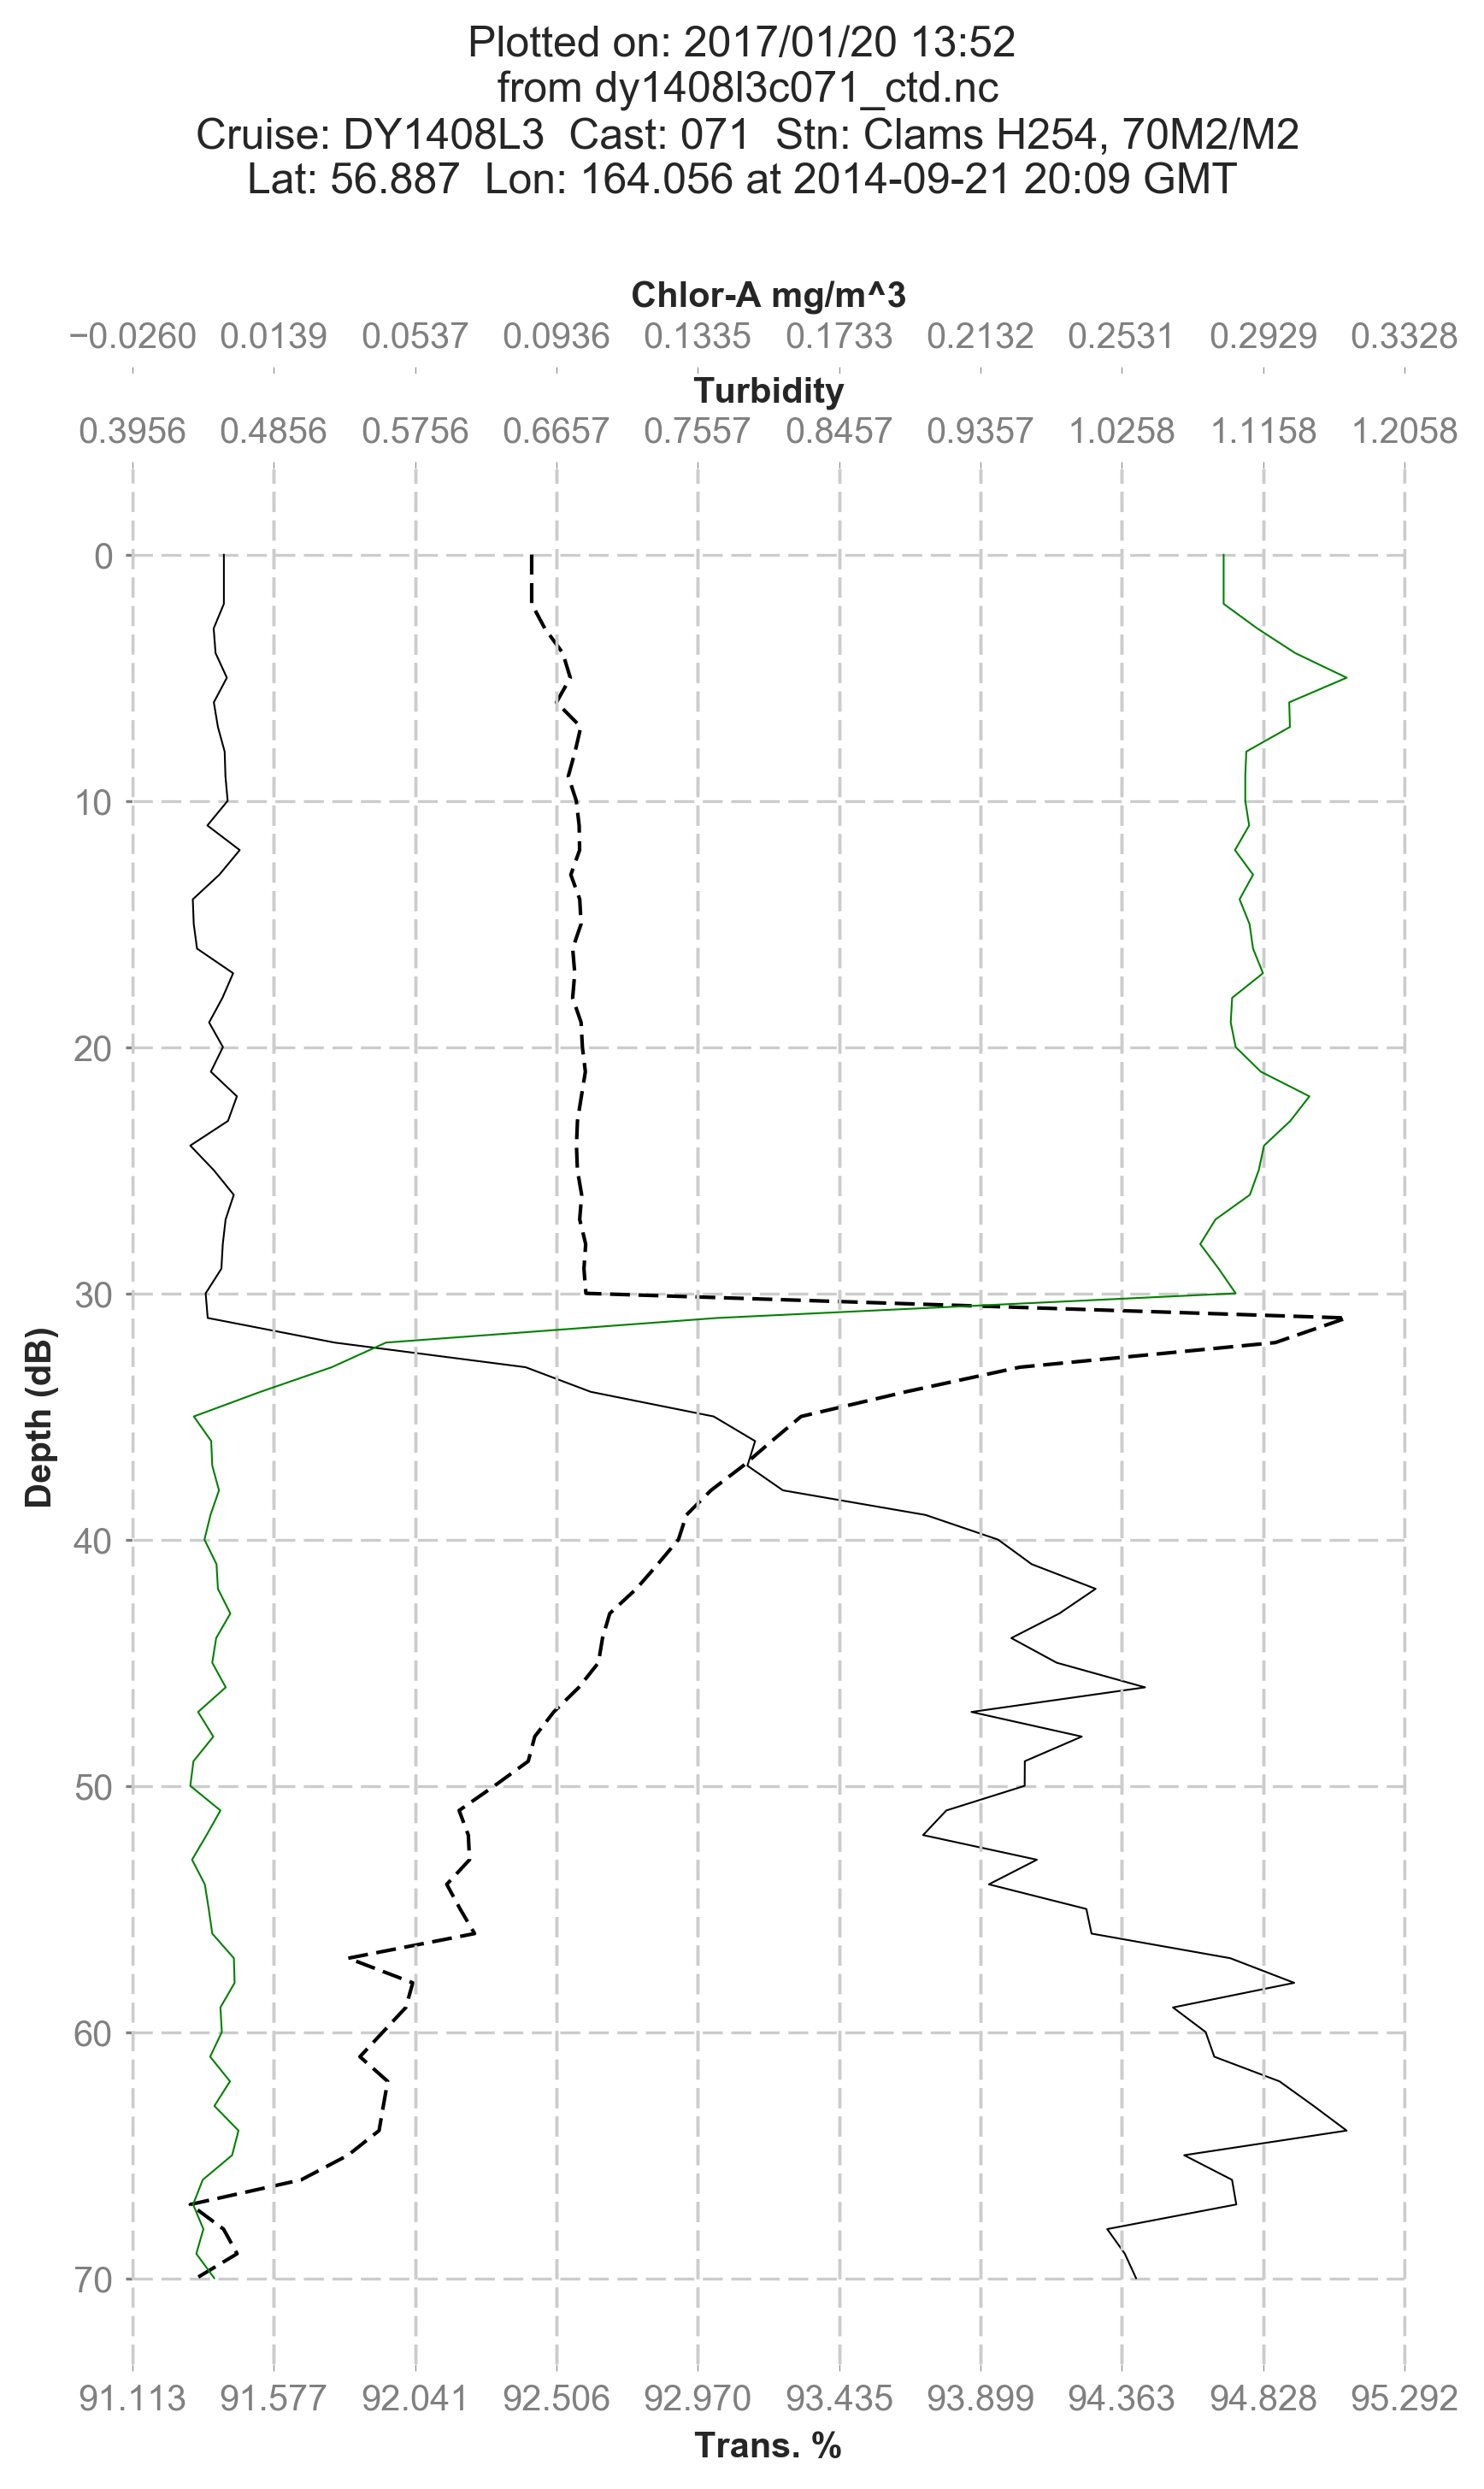 Plotted on: 2017/01/20 13:52
from dy1408l3c071_ctd.nc
Cruise: DY1408L3  Cast: 071  Stn: Clams H254, 70M2/M2
Lat: 56.887  Lon: 164.056 at 2014-09-21 20:09 GMT
Chlor-A mg/m^3
−0.0260 0.0139 0.0537 0.0936 0.1335 0.1733 0.2132 0.2531 0.2929 0.3328
Turbidity
0.3956 0.4856 0.5756 0.6657 0.7557 0.8457 0.9357 1.0258 1.1158 1.2058
0
10
20
30
Depth (dB)
40
50
60
70
91.113 91.577 92.041 92.506 92.970 93.435 93.899 94.363 94.828 95.292
Trans. %